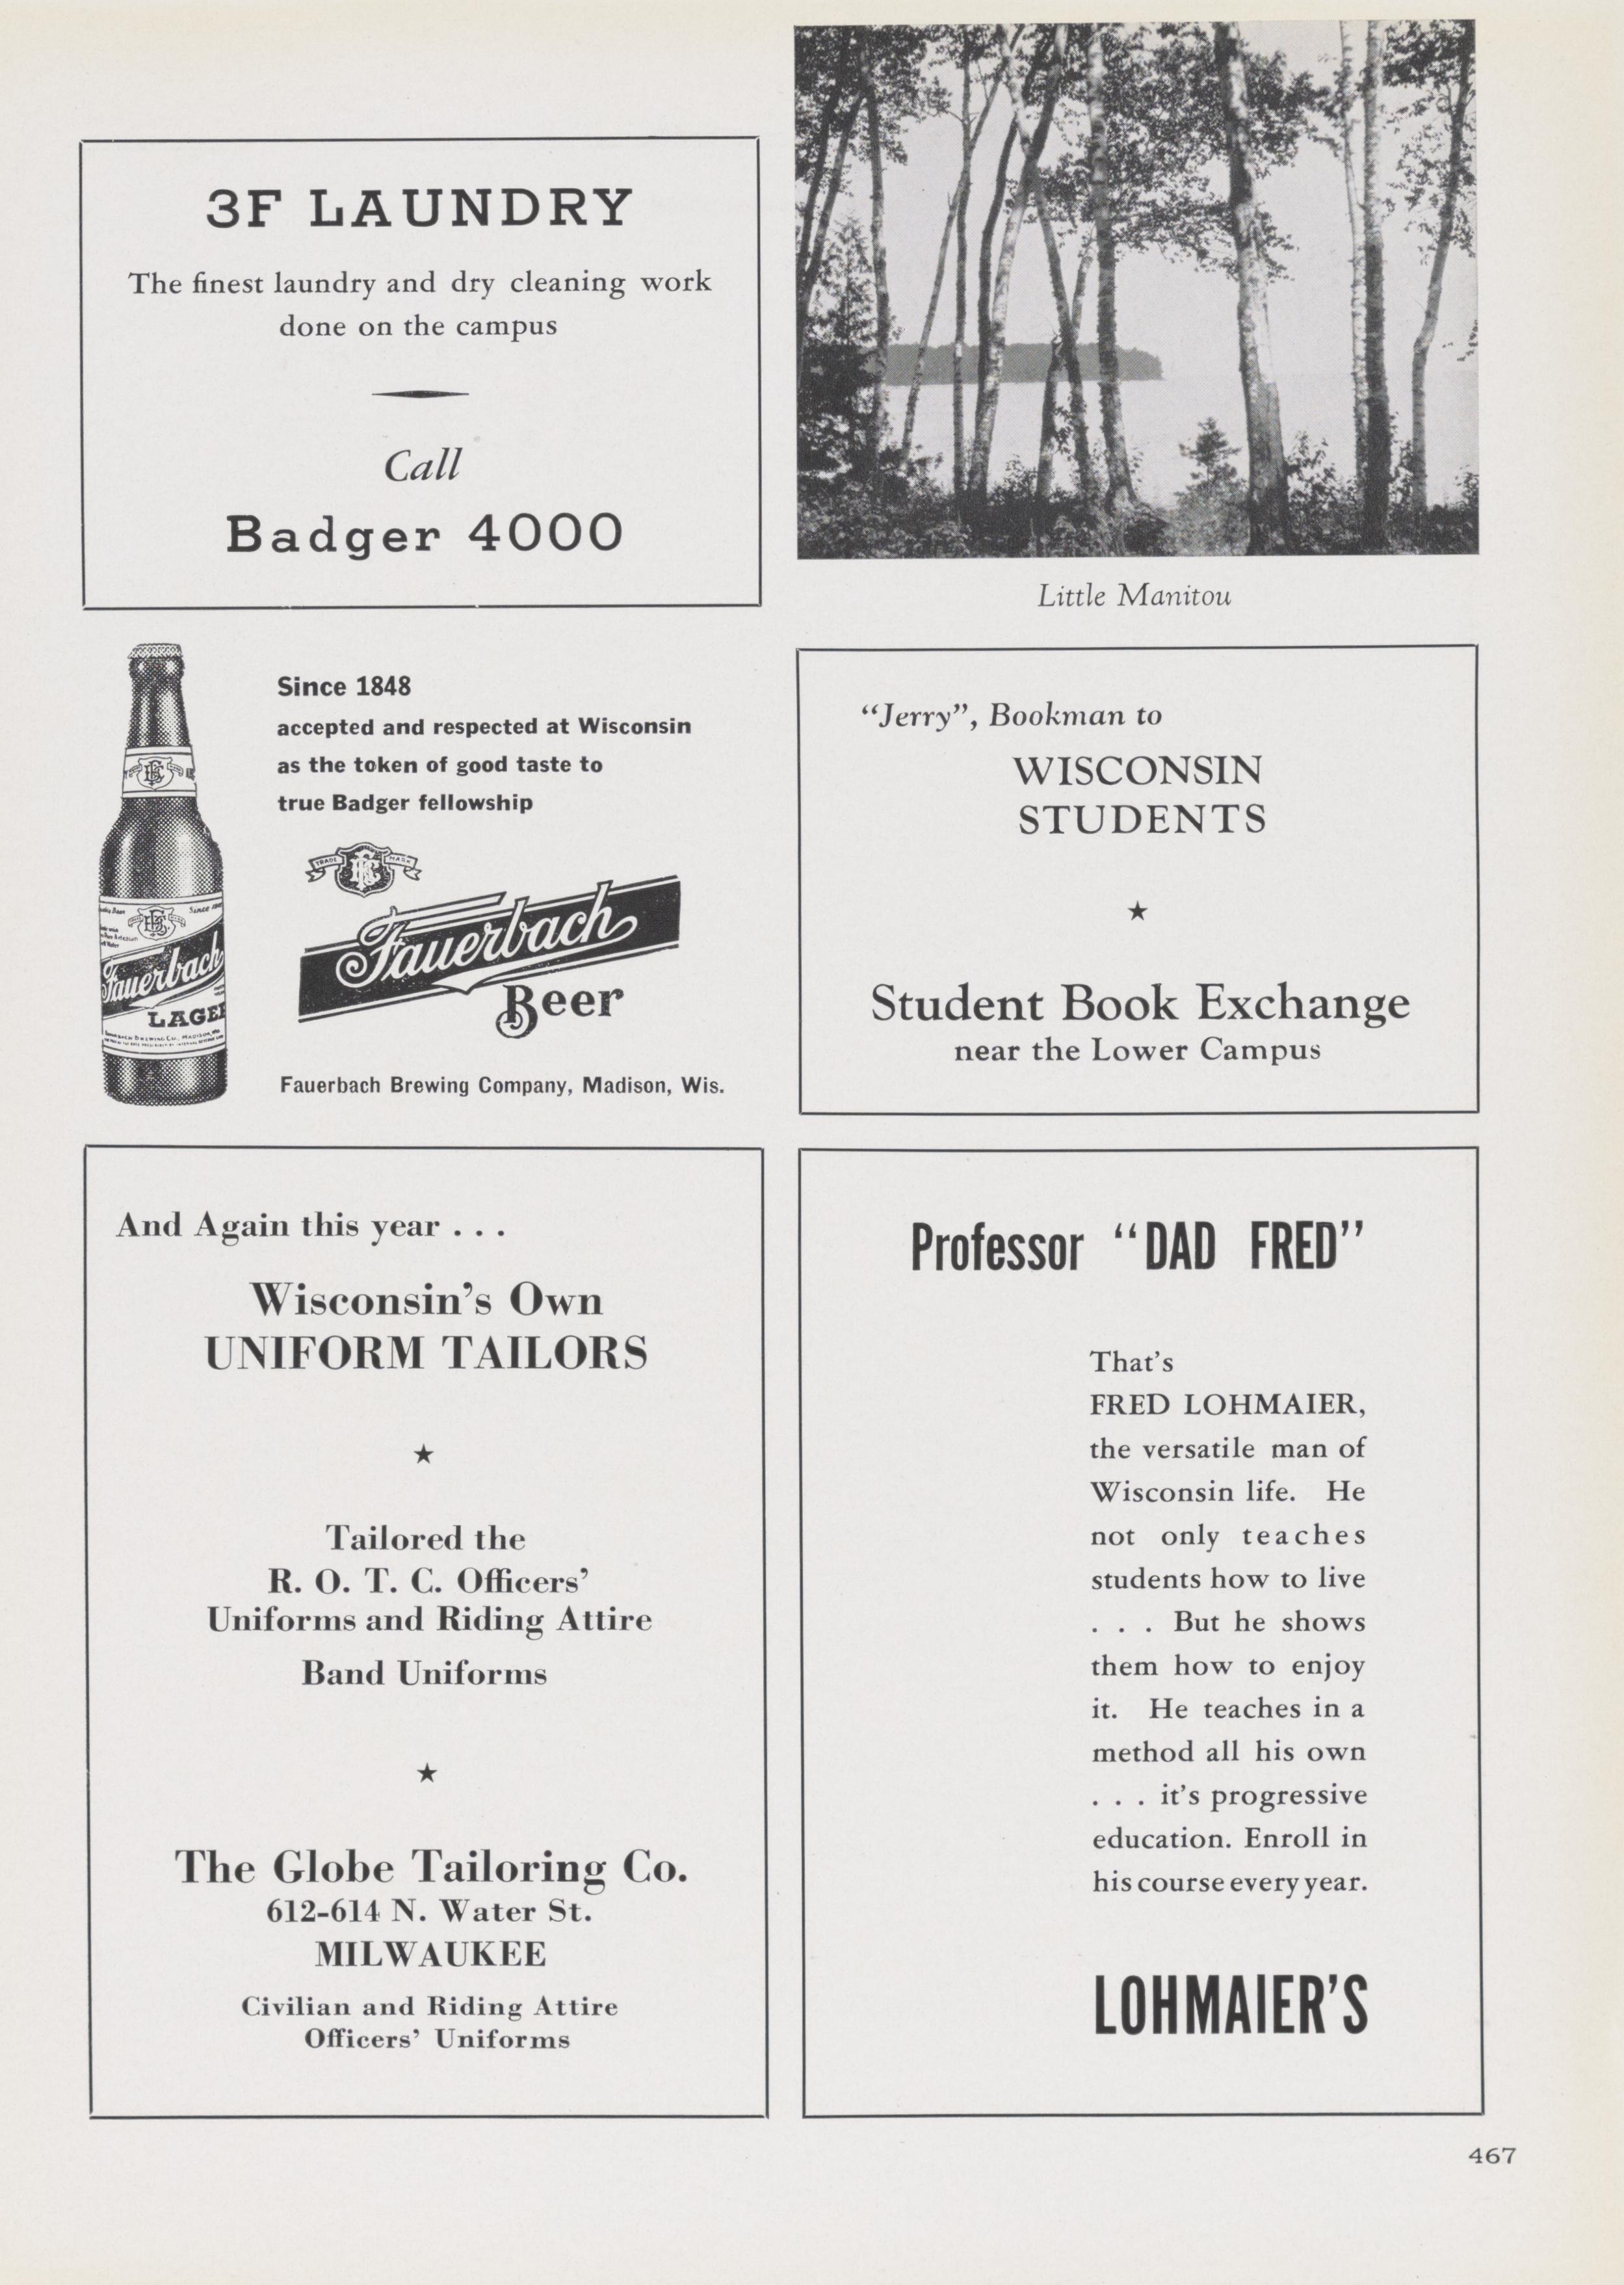 3F LAUNDRY
The finest laundry and dry cleaning work
done on the campus
Call
Badger 4000
Little Manitou
Since 1848
accepted and respected at Wisconsin
as the token of good taste to
true Badger fellowship
TRADE MARK
Fauerbach
Beer
Fauerbach Brewing Company, Madison, Wis.
Since
Fauerbach
LAGER
"Jerry", Bookman to
WISCONSIN
STUDENTS
Student Book Exchange
near the Lower Campus
And Again this year . . .
Wisconsin's Own
UNIFORM TAILORS
Tailored the
R. O. T. C. Officers'
Uniforms and Riding Attire
Band Uniforms
The Globe Tailoring Co.
612-614 N. Water St.
MILWAUKEE
Civilian and Riding Attire
Officers' Uniforms
Professor "DAD FRED"
That's
FRED LOHMAIER,
the versatile man of
Wisconsin life. He
not only teaches
students how to live
. . . But he shows
them how to enjoy
it. He teaches in a
method all his own
. . . it's progressive
education. Enroll in
his course every year.
LOHMAIER'S
467